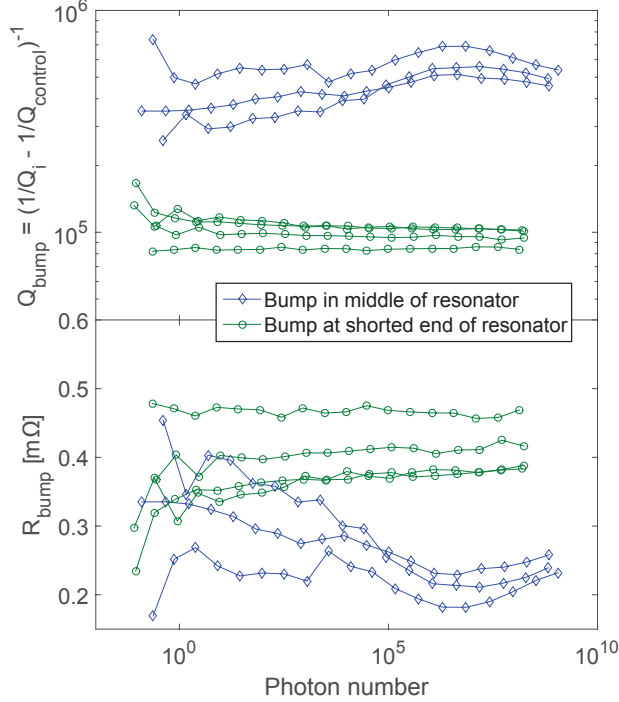 10^6
10^5
Q_bump = (1/Q_i - 1/Q_control)^-1
Bump in middle of resonator
Bump at shorted end of resonator
0.6
0.5
0.4
0.3
0.2
R_bump [mΩ]
10^0
10^5
10^10
Photon number